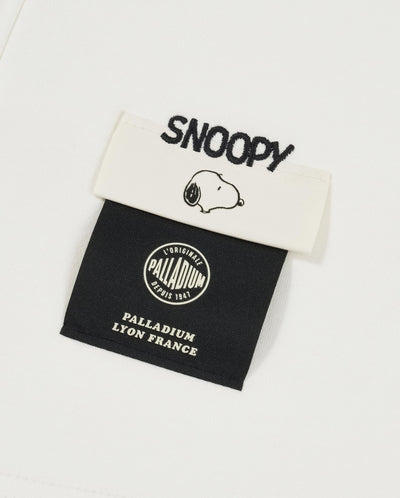 SNOOPY
L'ORIGINALE
PALLADIUM
DEPUIS 1947
PALLADIUM
LYON FRANCE